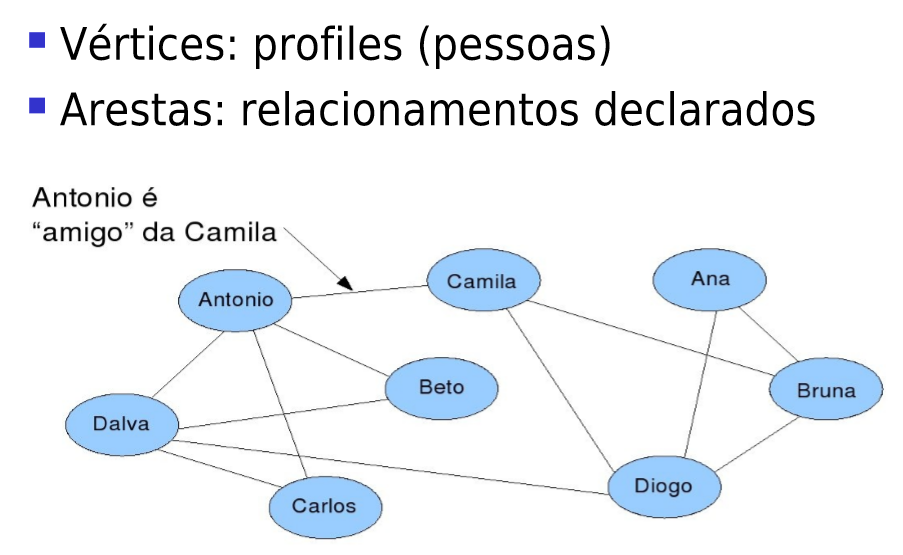 Vértices: profiles (pessoas)
Arestas: relacionamentos declarados
Antonio é
“amigo” da Camila
Camila
Ana
Antonio
Beto
Bruna
Dalva
Diogo
Carlos